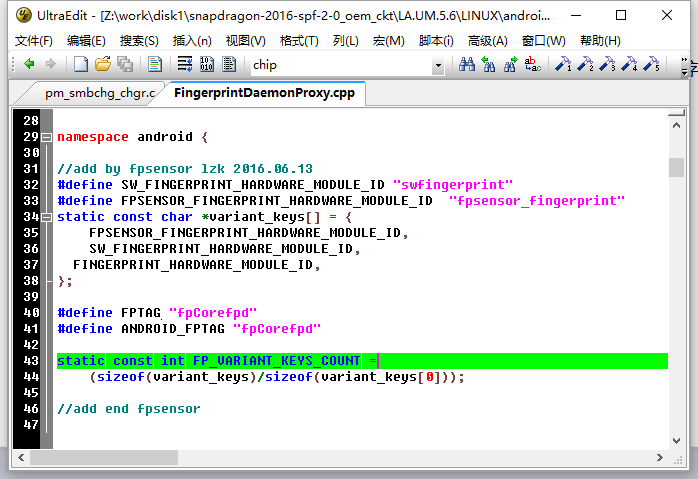 UltraEdit - [Z:\work\disk1\snapdragon-2016-spf-2-0_oem_ckt\LA.UM.5.6\LINUX\androi...
文件(F) 编辑(E) 搜索(S) 插入(n) 视图(V) 格式(T) 列(L) 宏(M) 脚本(i) 高级(A) 窗口(W) 帮助(H)
chip
pm_smbchg_chgr.c FingerprintDaemonProxy.cpp
28
29 namespace android {
30
31 //add by fpsensor lzk 2016.06.13
32 #define SW_FINGERPRINT_HARDWARE_MODULE_ID "swfingerprint"
33 #define FPSENSOR_FINGERPRINT_HARDWARE_MODULE_ID "fpsensor_fingerprint"
34 static const char *variant_keys[] = {
35 FPSENSOR_FINGERPRINT_HARDWARE_MODULE_ID,
36 SW_FINGERPRINT_HARDWARE_MODULE_ID,
37 FINGERPRINT_HARDWARE_MODULE_ID,
38 };
39
40 #define FPTAG "fpCorefpd"
41 #define ANDROID_FPTAG "fpCorefpd"
42
43 static const int FP_VARIANT_KEYS_COUNT =
44 (sizeof(variant_keys)/sizeof(variant_keys[0]));
45
46 //add end fpsensor
47